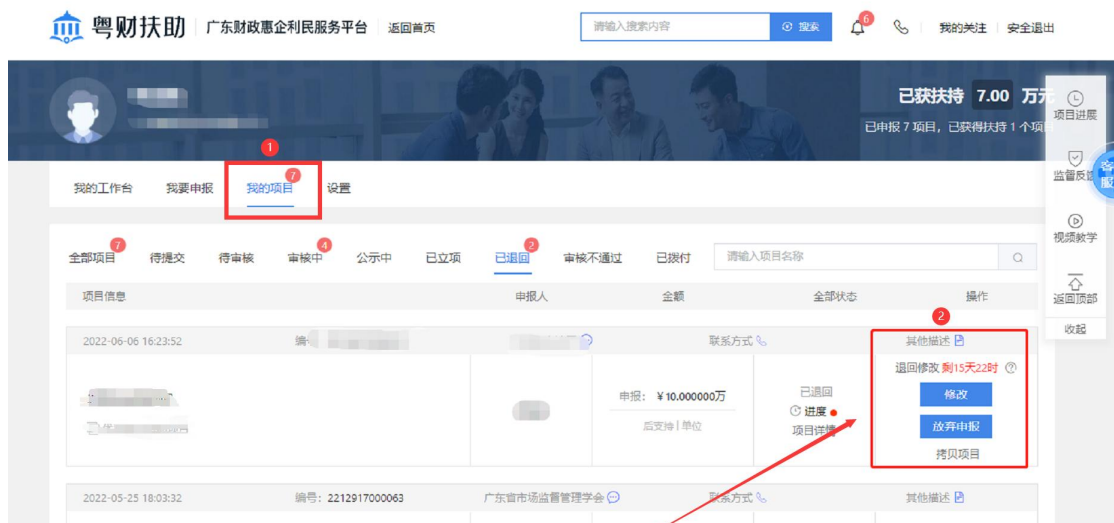 粤财扶助 广东财政惠企利民服务平台 返回首页 请输入搜索内容 搜索 6 我的关注 安全退出
已获扶持 7.00 万元
已申报 7 项目，已获得扶持 1 个项目
项目进展
监督反馈
客服
视频教学
返回顶部
收起
1
我的工作台 我要申报 我的项目 7 设置
全部项目 7 待提交 待审核 审核中 4 公示中 已立项 已退回 2 审核不通过 已拨付 请输入项目名称
项目信息 申报人 金额 全部状态 操作
2
2022-06-06 16:23:52 联系方式 其他描述
退回修改 剩15天22时
申报：￥10.000000万 已退回 修改
进度
后支持 | 单位 项目详情 放弃申报
拷贝项目
2022-05-25 18:03:32 编号：2212917000063 广东省市场监督管理学会 联系方式 其他描述